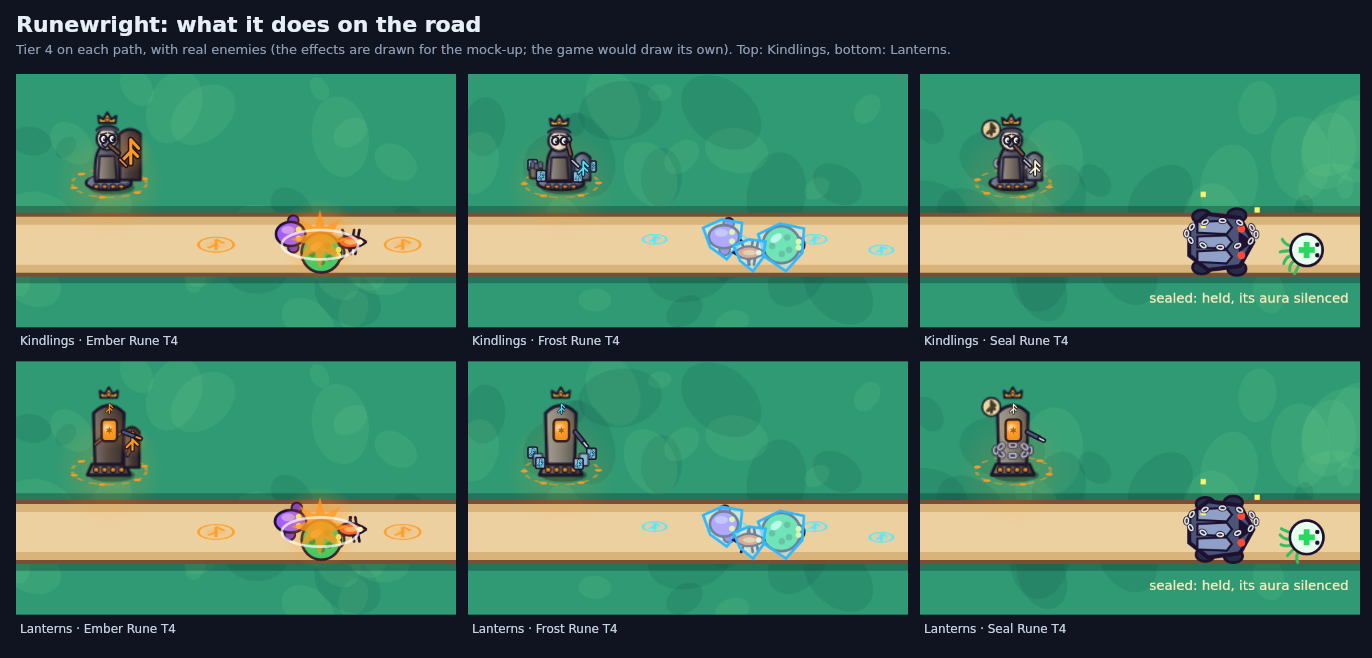 Runewright: what it does on the road
Tier 4 on each path, with real enemies (the effects are drawn for the mock-up; the game would draw its own). Top: Kindlings, bottom: Lanterns.
sealed: held, its aura silenced
Kindlings · Ember Rune T4
Kindlings · Frost Rune T4
Kindlings · Seal Rune T4
sealed: held, its aura silenced
Lanterns · Ember Rune T4
Lanterns · Frost Rune T4
Lanterns · Seal Rune T4